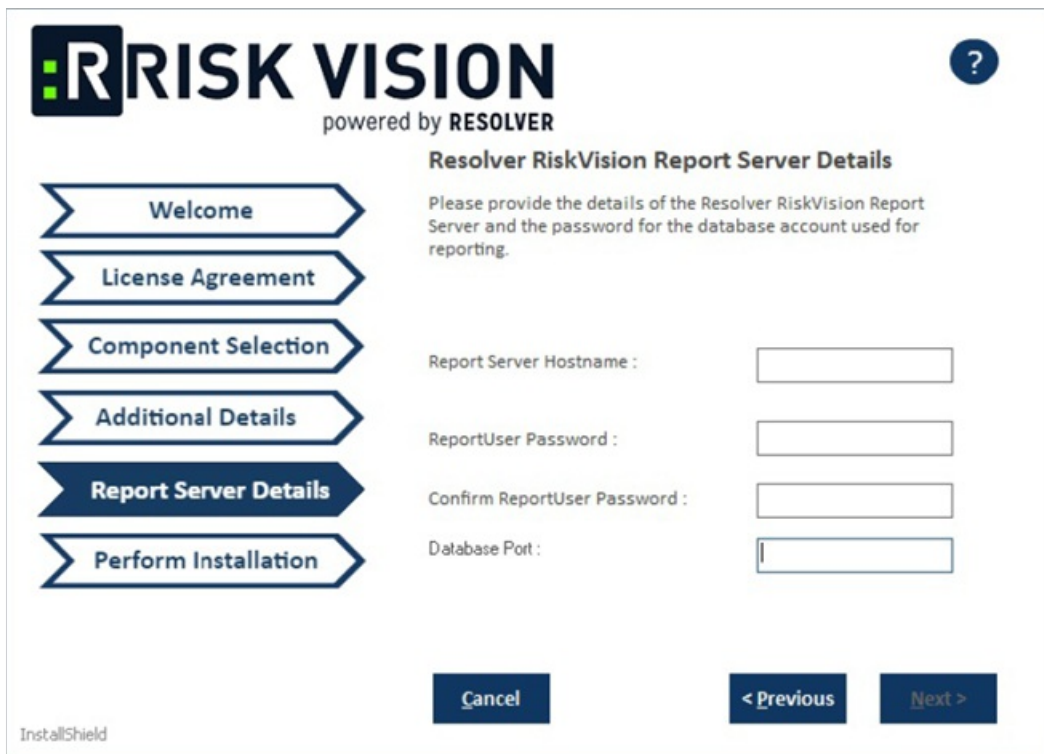 :RRISK VISION
powered by RESOLVER
?
Welcome
License Agreement
Component Selection
Additional Details
Report Server Details
Perform Installation
Resolver RiskVision Report Server Details
Please provide the details of the Resolver RiskVision Report
Server and the password for the database account used for
reporting.
Report Server Hostname :
ReportUser Password :
Confirm ReportUser Password :
Database Port :
Cancel
< Previous
Next >
InstallShield